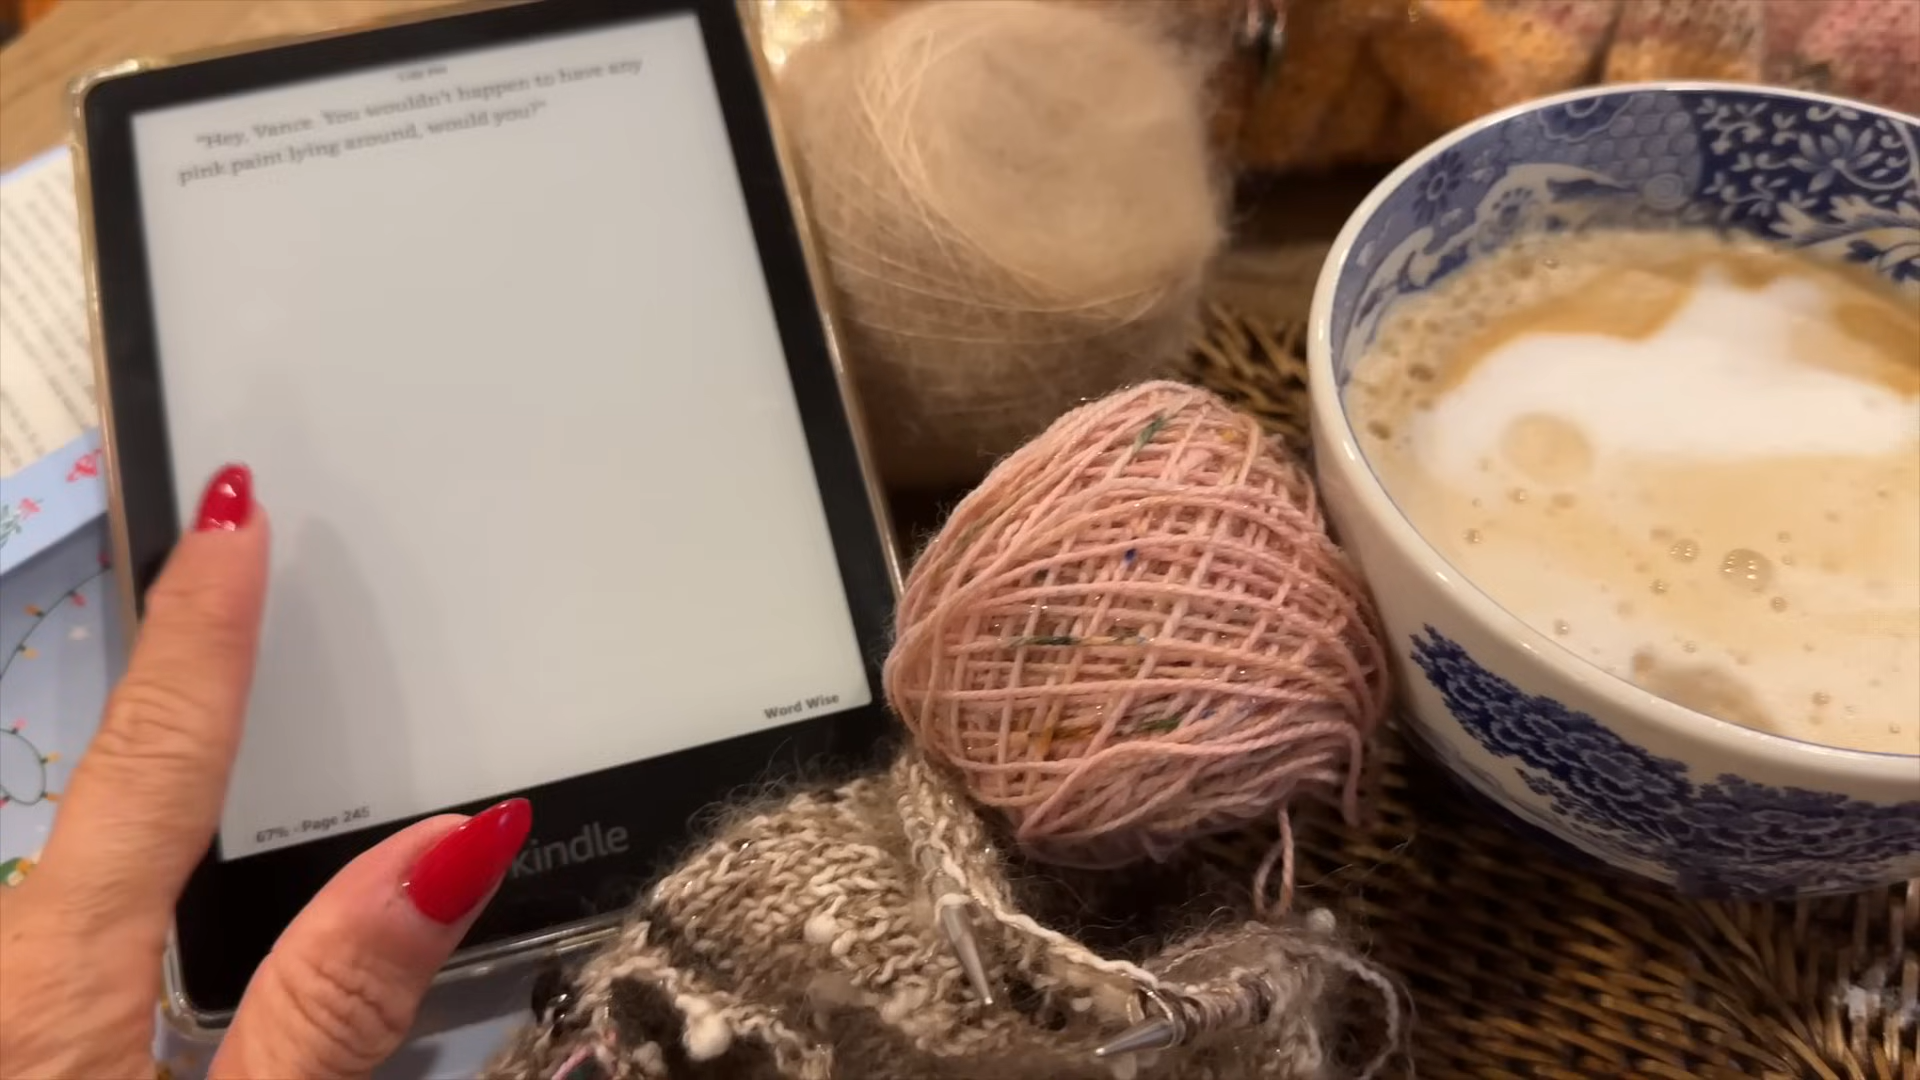 "Hey, Vance. You wouldn't happen to have any
pink paint lying around, would you?"
Word Wise
67% · Page 245
kindle